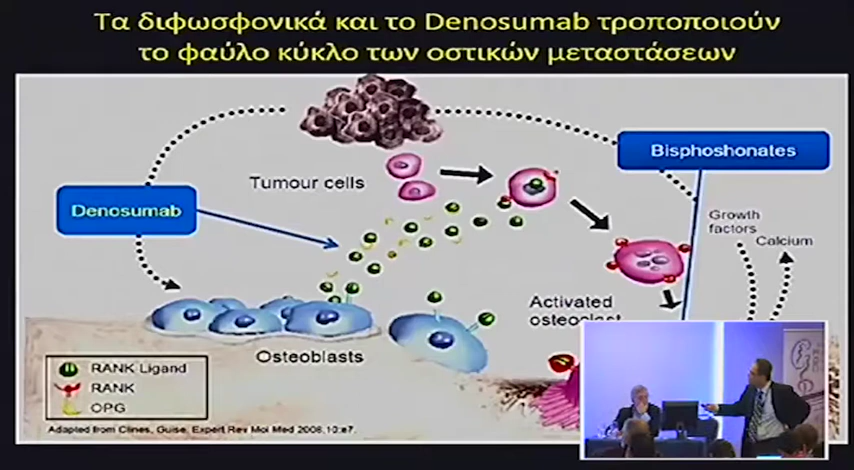 Τα διφωσφονικά και το Denosumab τροποποιούν
το φαύλο κύκλο των οστικών μεταστάσεων
Bisphoshonates
Tumour cells
Denosumab
Growth
factors
Calcium
Activated
osteoclast
Osteoblasts
RANK Ligand
RANK
OPG
Adapted from Clines, Guise, Expert Rev Mol Med 2008.10:e7.